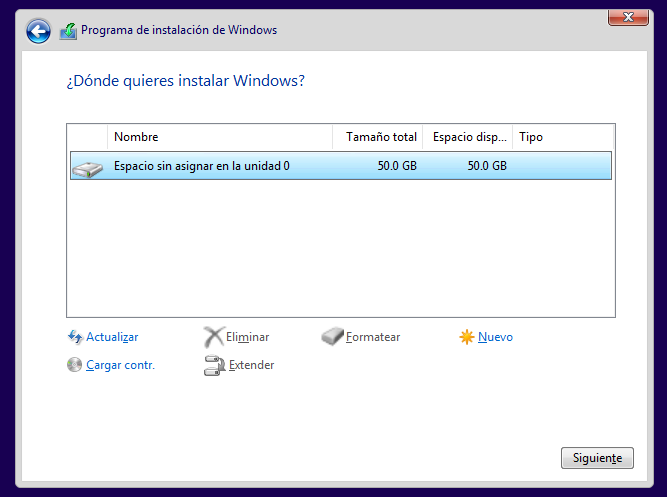 Programa de instalación de Windows
¿Dónde quieres instalar Windows?
Nombre Tamaño total Espacio disp... Tipo
Espacio sin asignar en la unidad 0 50.0 GB 50.0 GB
Actualizar Eliminar Formatear Nuevo
Cargar contr. Extender
Siguiente